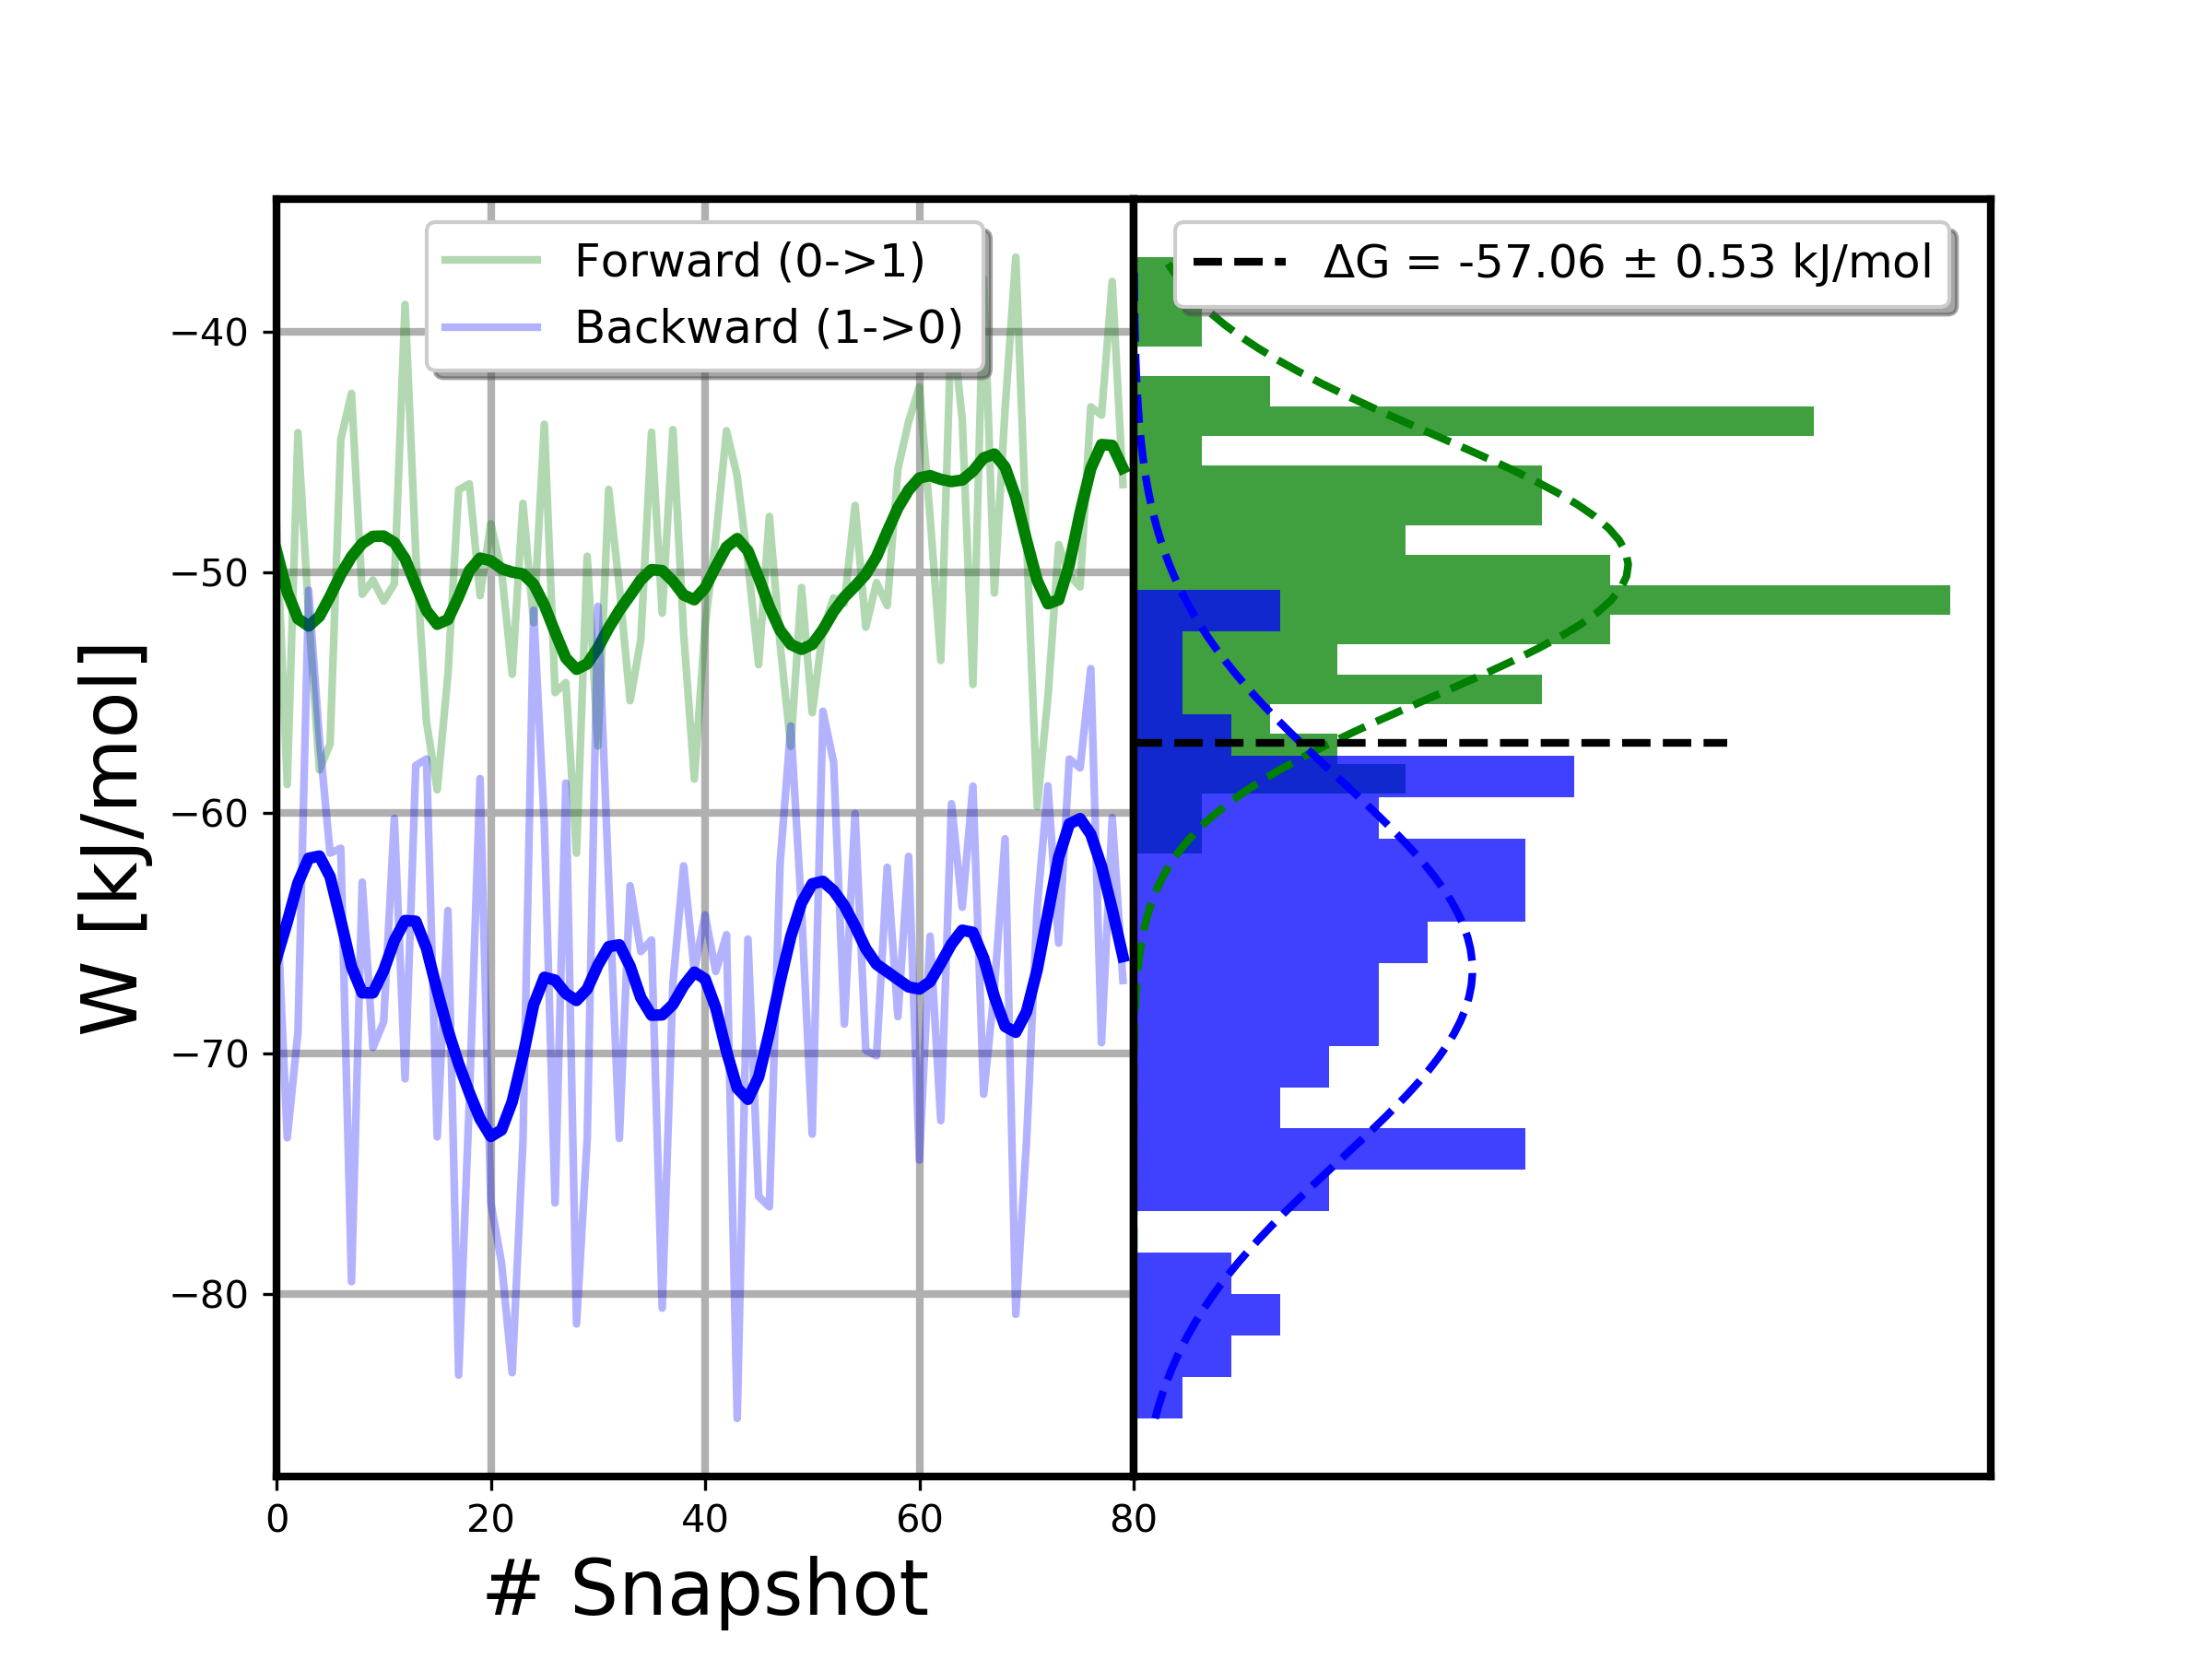 Forward (0->1)
Backward (1->0)
ΔG = -57.06 ± 0.53 kJ/mol
W [kJ/mol]
−40
−50
−60
−70
−80
0 20 40 60 80
# Snapshot